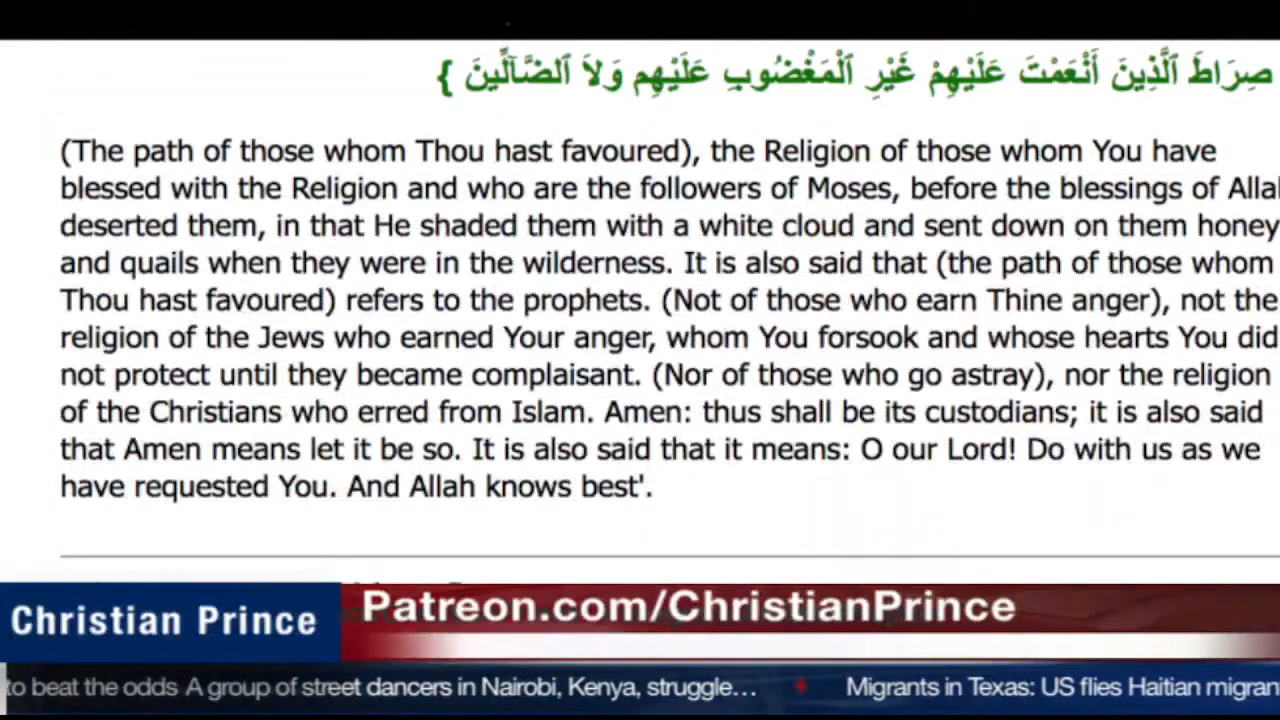 صِرَاطَ ٱلَّذِينَ أَنْعَمْتَ عَلَيْهِمْ غَيْرِ ٱلْمَغْضُوبِ عَلَيْهِم وَلاَ ٱلضَّآلِّينَ }
(The path of those whom Thou hast favoured), the Religion of those whom You have
blessed with the Religion and who are the followers of Moses, before the blessings of Allah
deserted them, in that He shaded them with a white cloud and sent down on them honey
and quails when they were in the wilderness. It is also said that (the path of those whom
Thou hast favoured) refers to the prophets. (Not of those who earn Thine anger), not the
religion of the Jews who earned Your anger, whom You forsook and whose hearts You did
not protect until they became complaisant. (Nor of those who go astray), nor the religion
of the Christians who erred from Islam. Amen: thus shall be its custodians; it is also said
that Amen means let it be so. It is also said that it means: O our Lord! Do with us as we
have requested You. And Allah knows best'.
Christian Prince
Patreon.com/ChristianPrince
to beat the odds A group of street dancers in Nairobi, Kenya, struggle… Migrants in Texas: US flies Haitian migran